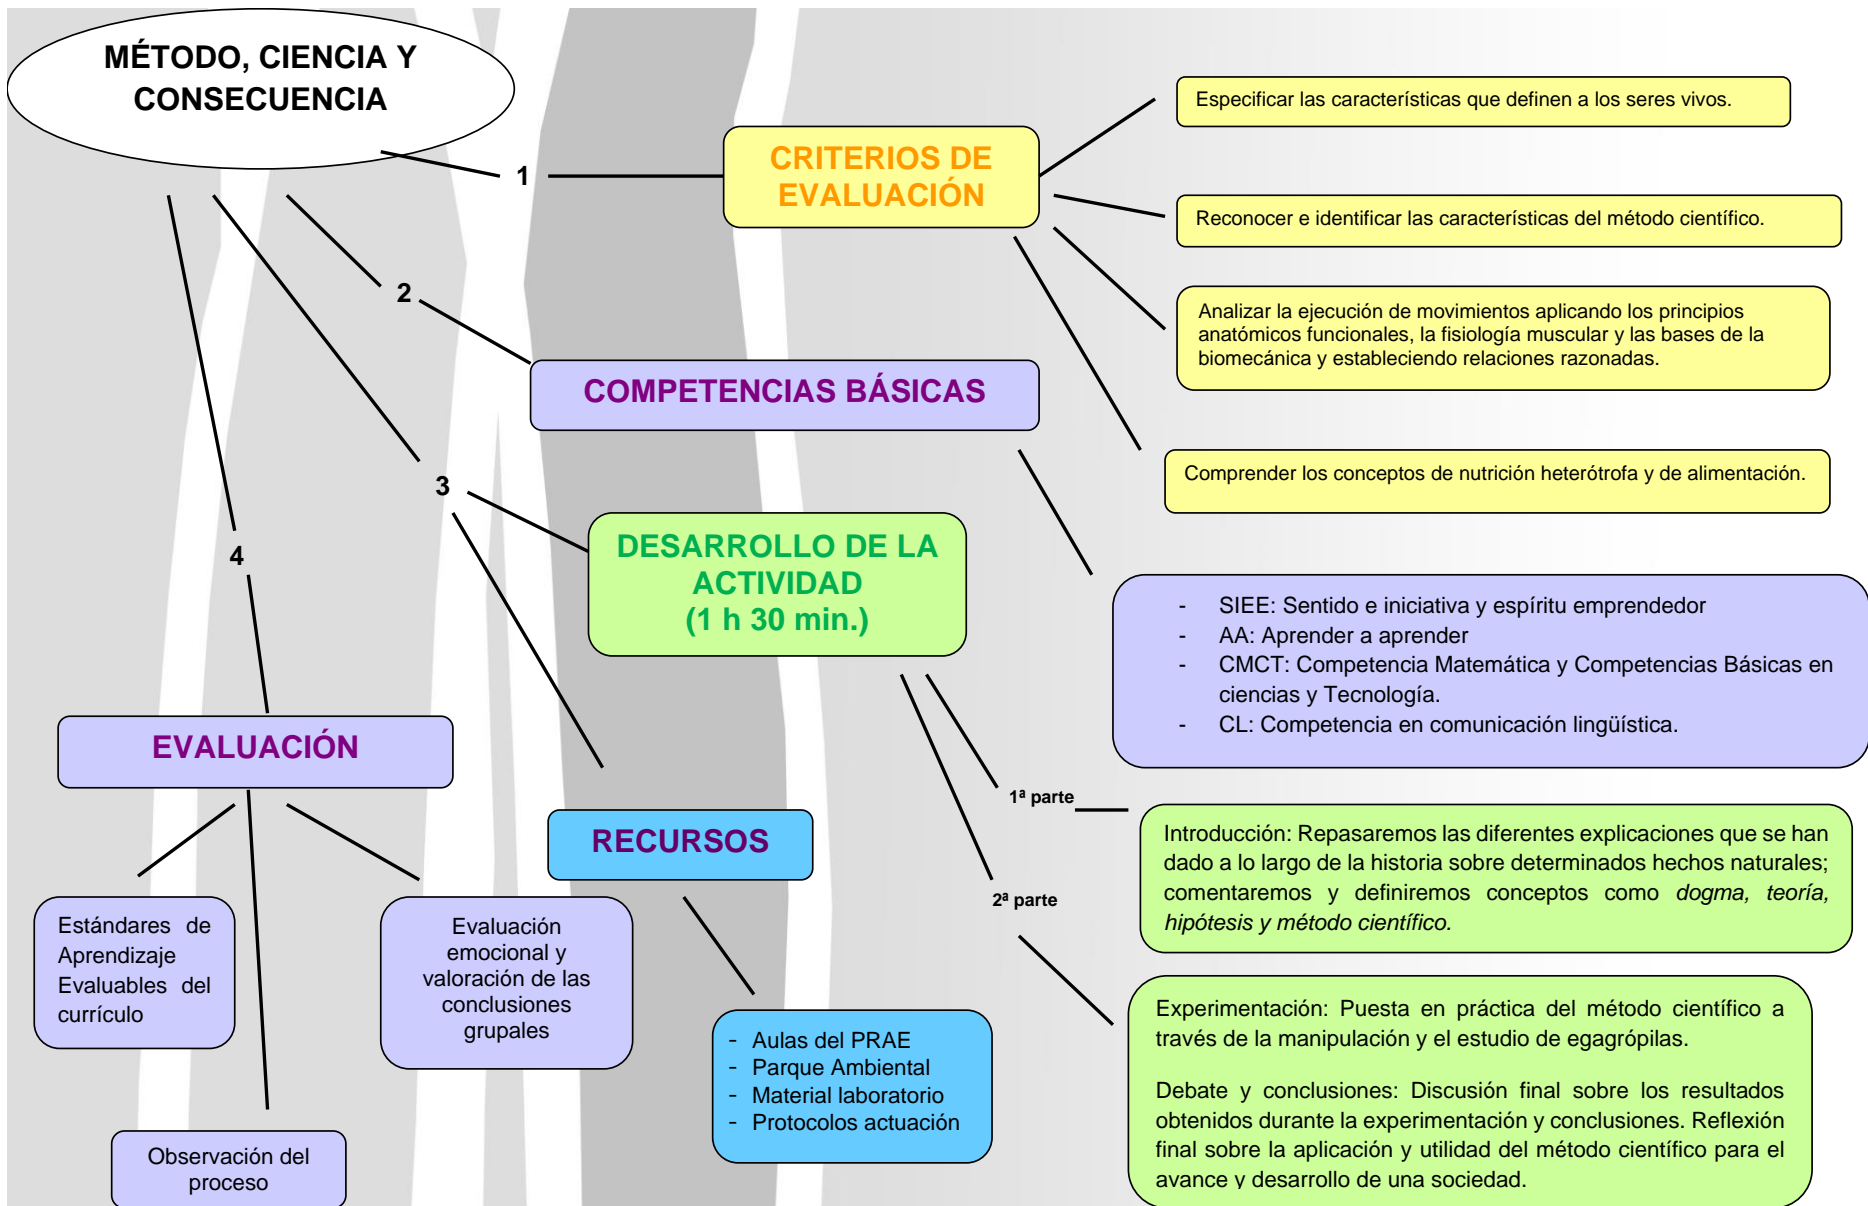 MÉTODO, CIENCIA Y
CONSECUENCIA
1
CRITERIOS DE
EVALUACIÓN
Especificar las características que definen a los seres vivos.
Reconocer e identificar las características del método científico.
Analizar la ejecución de movimientos aplicando los principios
anatómicos funcionales, la fisiología muscular y las bases de la
biomecánica y estableciendo relaciones razonadas.
Comprender los conceptos de nutrición heterótrofa y de alimentación.
2
COMPETENCIAS BÁSICAS
- SIEE: Sentido e iniciativa y espíritu emprendedor
- AA: Aprender a aprender
- CMCT: Competencia Matemática y Competencias Básicas en
ciencias y Tecnología.
- CL: Competencia en comunicación lingüística.
3
DESARROLLO DE LA
ACTIVIDAD
(1 h 30 min.)
1ª parte
Introducción: Repasaremos las diferentes explicaciones que se han
dado a lo largo de la historia sobre determinados hechos naturales;
comentaremos y definiremos conceptos como dogma, teoría,
hipótesis y método científico.
2ª parte
Experimentación: Puesta en práctica del método científico a
través de la manipulación y el estudio de egagrópilas.
Debate y conclusiones: Discusión final sobre los resultados
obtenidos durante la experimentación y conclusiones. Reflexión
final sobre la aplicación y utilidad del método científico para el
avance y desarrollo de una sociedad.
RECURSOS
- Aulas del PRAE
- Parque Ambiental
- Material laboratorio
- Protocolos actuación
4
EVALUACIÓN
Estándares de
Aprendizaje
Evaluables del
currículo
Observación del
proceso
Evaluación
emocional y
valoración de las
conclusiones
grupales